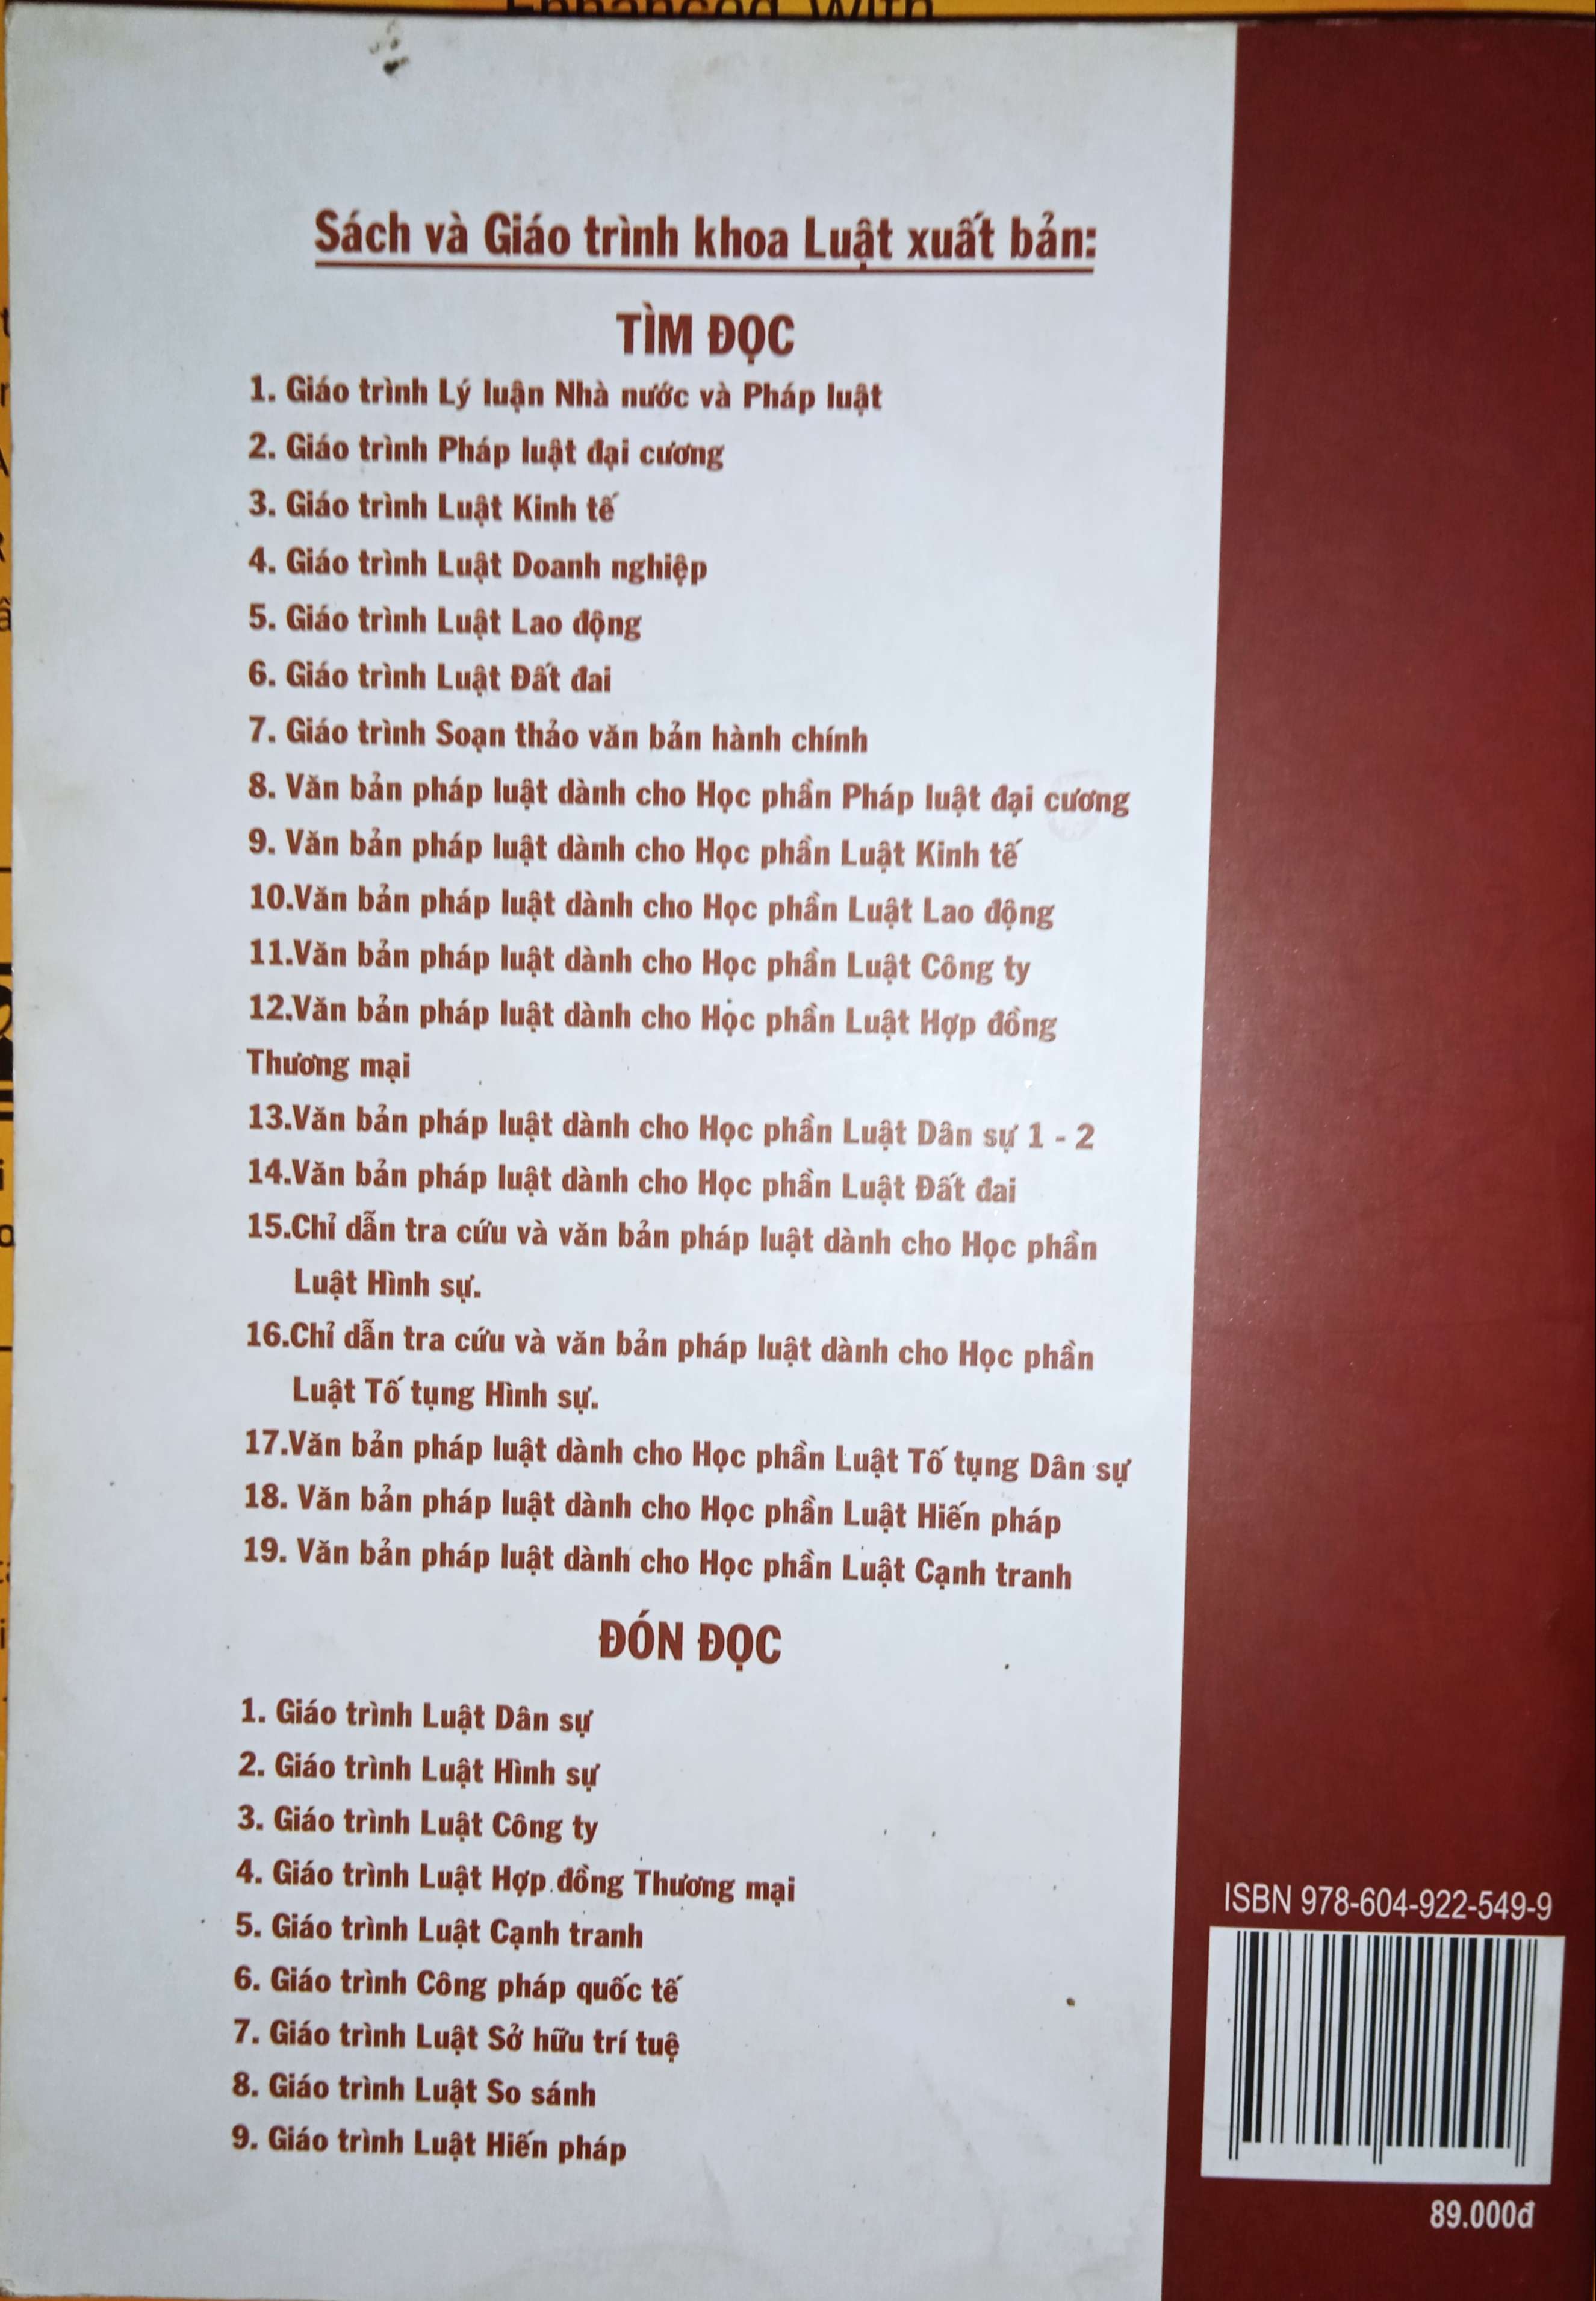 Enhanced With
Sách và Giáo trình khoa Luật xuất bản:
TÌM ĐỌC
1. Giáo trình Lý luận Nhà nước và Pháp luật
2. Giáo trình Pháp luật đại cương
3. Giáo trình Luật Kinh tế
4. Giáo trình Luật Doanh nghiệp
5. Giáo trình Luật Lao động
6. Giáo trình Luật Đất đai
7. Giáo trình Soạn thảo văn bản hành chính
8. Văn bản pháp luật dành cho Học phần Pháp luật đại cương
9. Văn bản pháp luật dành cho Học phần Luật Kinh tế
10.Văn bản pháp luật dành cho Học phần Luật Lao động
11.Văn bản pháp luật dành cho Học phần Luật Công ty
12.Văn bản pháp luật dành cho Học phần Luật Hợp đồng
Thương mại
13.Văn bản pháp luật dành cho Học phần Luật Dân sự 1 - 2
14.Văn bản pháp luật dành cho Học phần Luật Đất đai
15.Chỉ dẫn tra cứu và văn bản pháp luật dành cho Học phần
Luật Hình sự.
16.Chỉ dẫn tra cứu và văn bản pháp luật dành cho Học phần
Luật Tố tụng Hình sự.
17.Văn bản pháp luật dành cho Học phần Luật Tố tụng Dân sự
18. Văn bản pháp luật dành cho Học phần Luật Hiến pháp
19. Văn bản pháp luật dành cho Học phần Luật Cạnh tranh
ĐÓN ĐỌC
1. Giáo trình Luật Dân sự
2. Giáo trình Luật Hình sự
3. Giáo trình Luật Công ty
4. Giáo trình Luật Hợp đồng Thương mại
5. Giáo trình Luật Cạnh tranh
6. Giáo trình Công pháp quốc tế
7. Giáo trình Luật Sở hữu trí tuệ
8. Giáo trình Luật So sánh
9. Giáo trình Luật Hiến pháp
ISBN 978-604-922-549-9
89.000đ